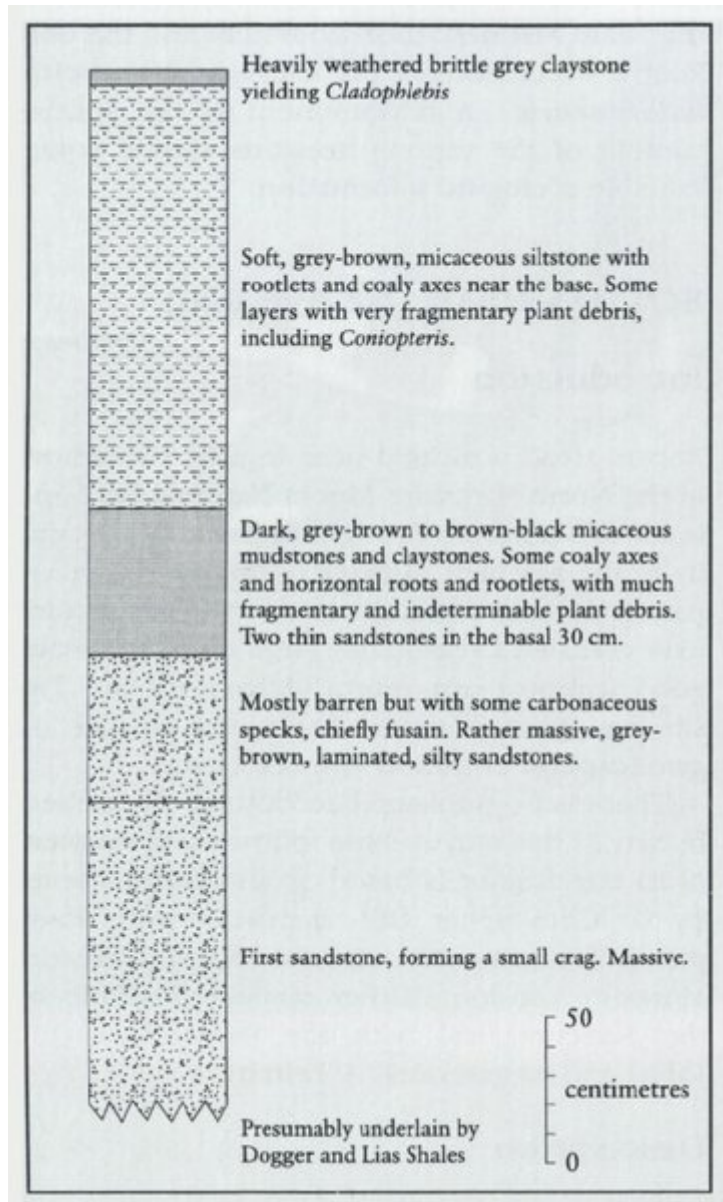 Heavily weathered brittle grey claystone
yielding Cladophlebis
Soft, grey-brown, micaceous siltstone with
rootlets and coaly axes near the base. Some
layers with very fragmentary plant debris,
including Coniopteris.
Dark, grey-brown to brown-black micaceous
mudstones and claystones. Some coaly axes
and horizontal roots and rootlets, with much
fragmentary and indeterminable plant debris.
Two thin sandstones in the basal 30 cm.
Mostly barren but with some carbonaceous
specks, chiefly fusain. Rather massive, grey-
brown, laminated, silty sandstones.
First sandstone, forming a small crag. Massive.
50
centimetres
0
Presumably underlain by
Dogger and Lias Shales